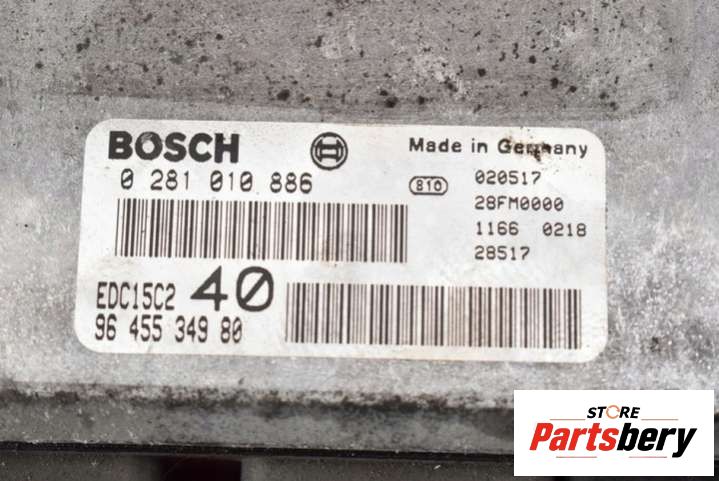 BOSCH
Made in Germany
0 281 010 886
810
020517
28FM0000
1166 0218
28517
EDC15C2 40
96 455 349 80
STORE
Partsbery